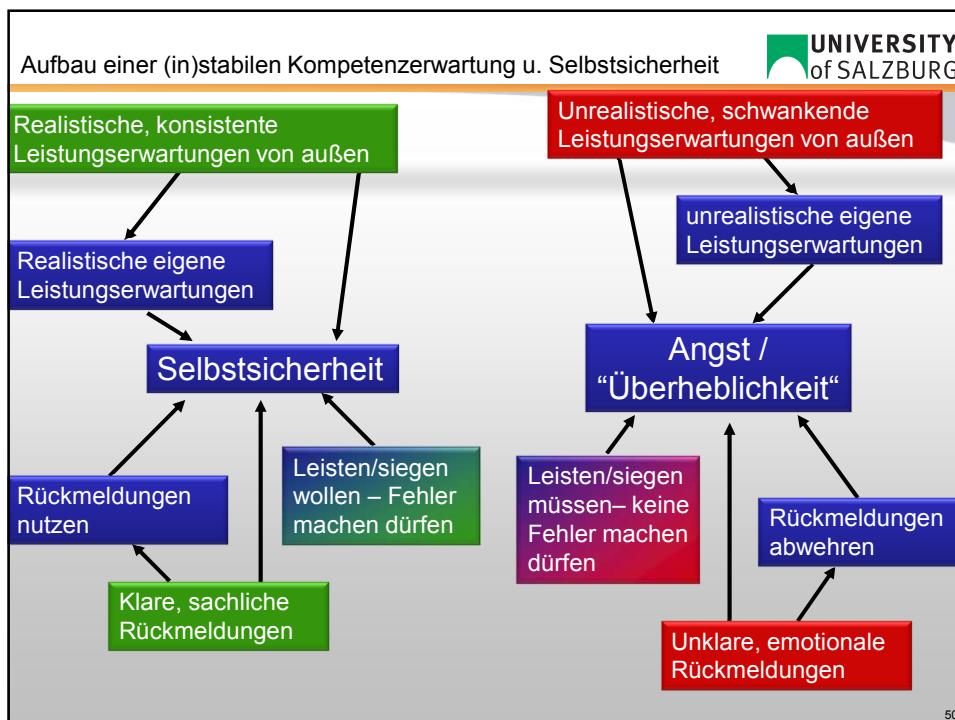 Aufbau einer (in)stabilen Kompetenzerwartung u. Selbstsicherheit
UNIVERSITY
of SALZBURG
Realistische, konsistente
Leistungserwartungen von außen
Unrealistische, schwankende
Leistungserwartungen von außen
Realistische eigene
Leistungserwartungen
unrealistische eigene
Leistungserwartungen
Selbstsicherheit
Angst /
“Überheblichkeit“
Rückmeldungen
nutzen
Leisten/siegen
wollen – Fehler
machen dürfen
Leisten/siegen
müssen– keine
Fehler machen
dürfen
Rückmeldungen
abwehren
Klare, sachliche
Rückmeldungen
Unklare, emotionale
Rückmeldungen
50